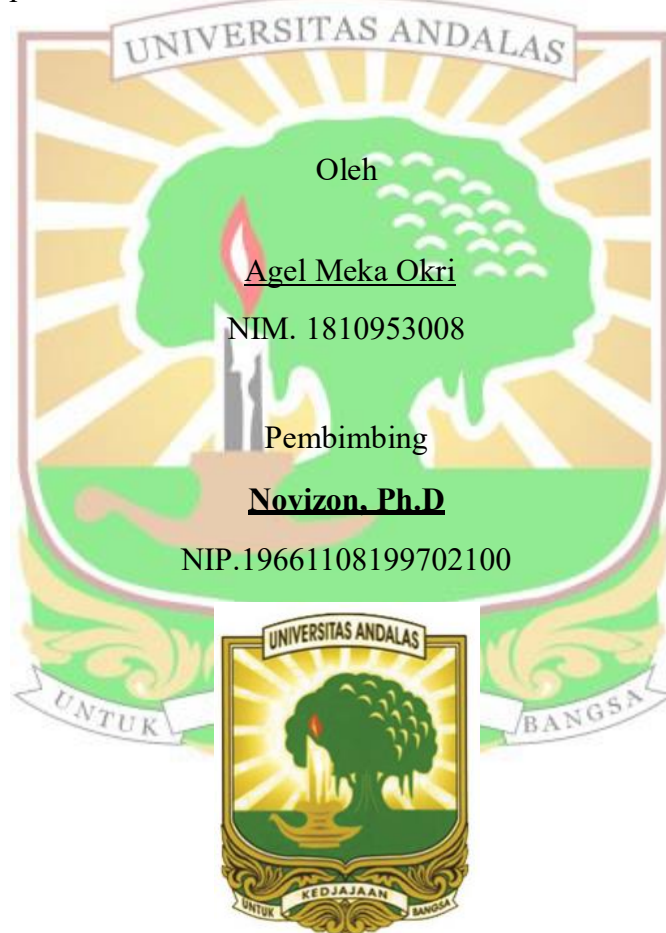 UNIVERSITAS ANDALAS
Oleh
Agel Meka Okri
NIM. 1810953008
Pembimbing
Novizon, Ph.D
NIP.19661108199702100
UNIVERSITAS ANDALAS
UNTUK BANGSA
UNTUK KEDJAJAAN BANGSA